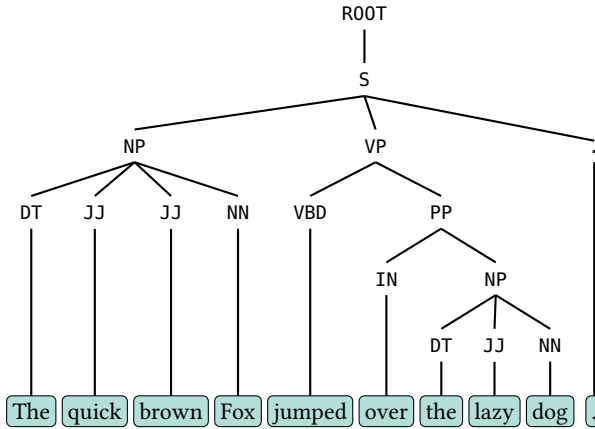 ROOT
S
NP VP .
DT JJ JJ NN VBD PP
IN NP
DT JJ NN
The quick brown Fox jumped over the lazy dog .